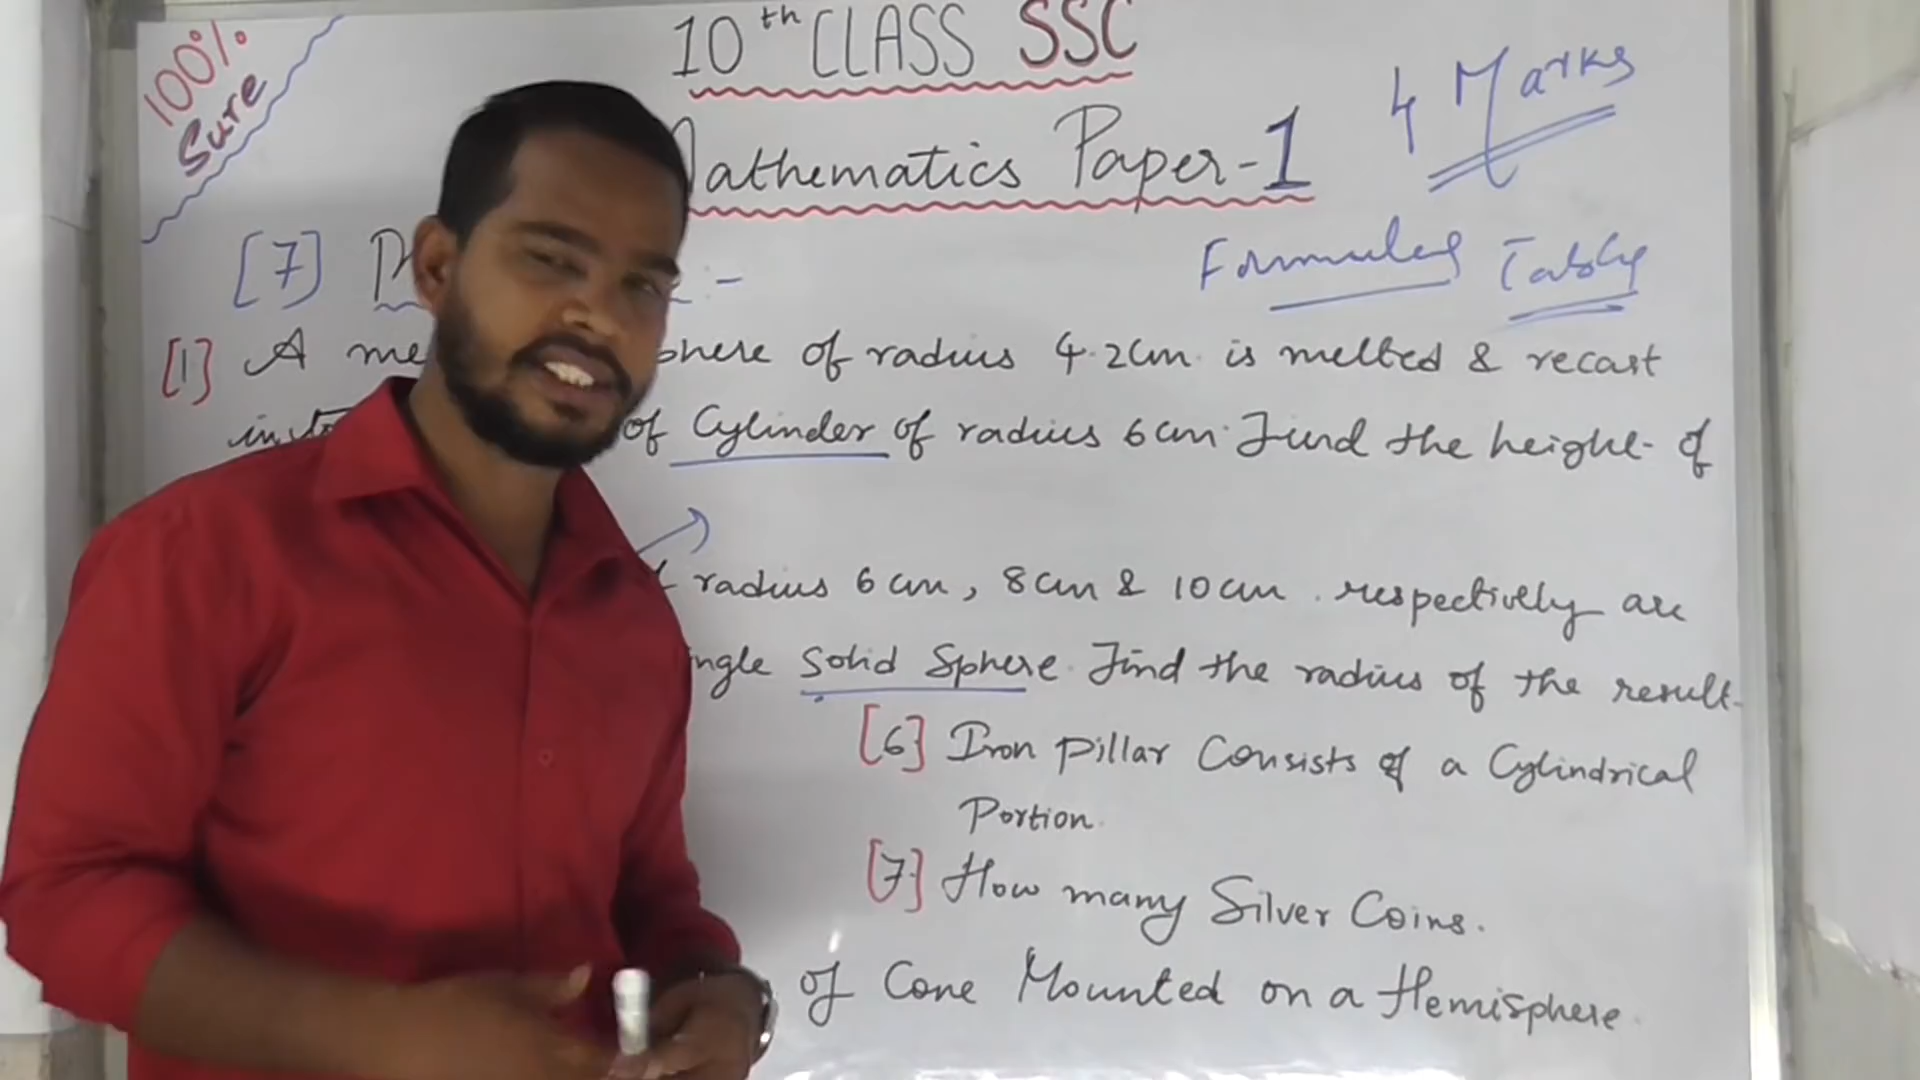 100%
Sure
10th CLASS SSC
Mathematics Paper-1
4 Marks
Formulas Table
[7]
:-
[1] A me phere of radius 4.2cm is melted & recast
into of Cylinder of radius 6cm. Find the height of
radius 6cm, 8cm & 10cm. respectively are
ingle Solid Sphere. Find the radius of the result-
[6] Iron Pillar Consists of a Cylindrical
Portion.
[7] How many Silver Coins.
of Cone Mounted on a Hemisphere.